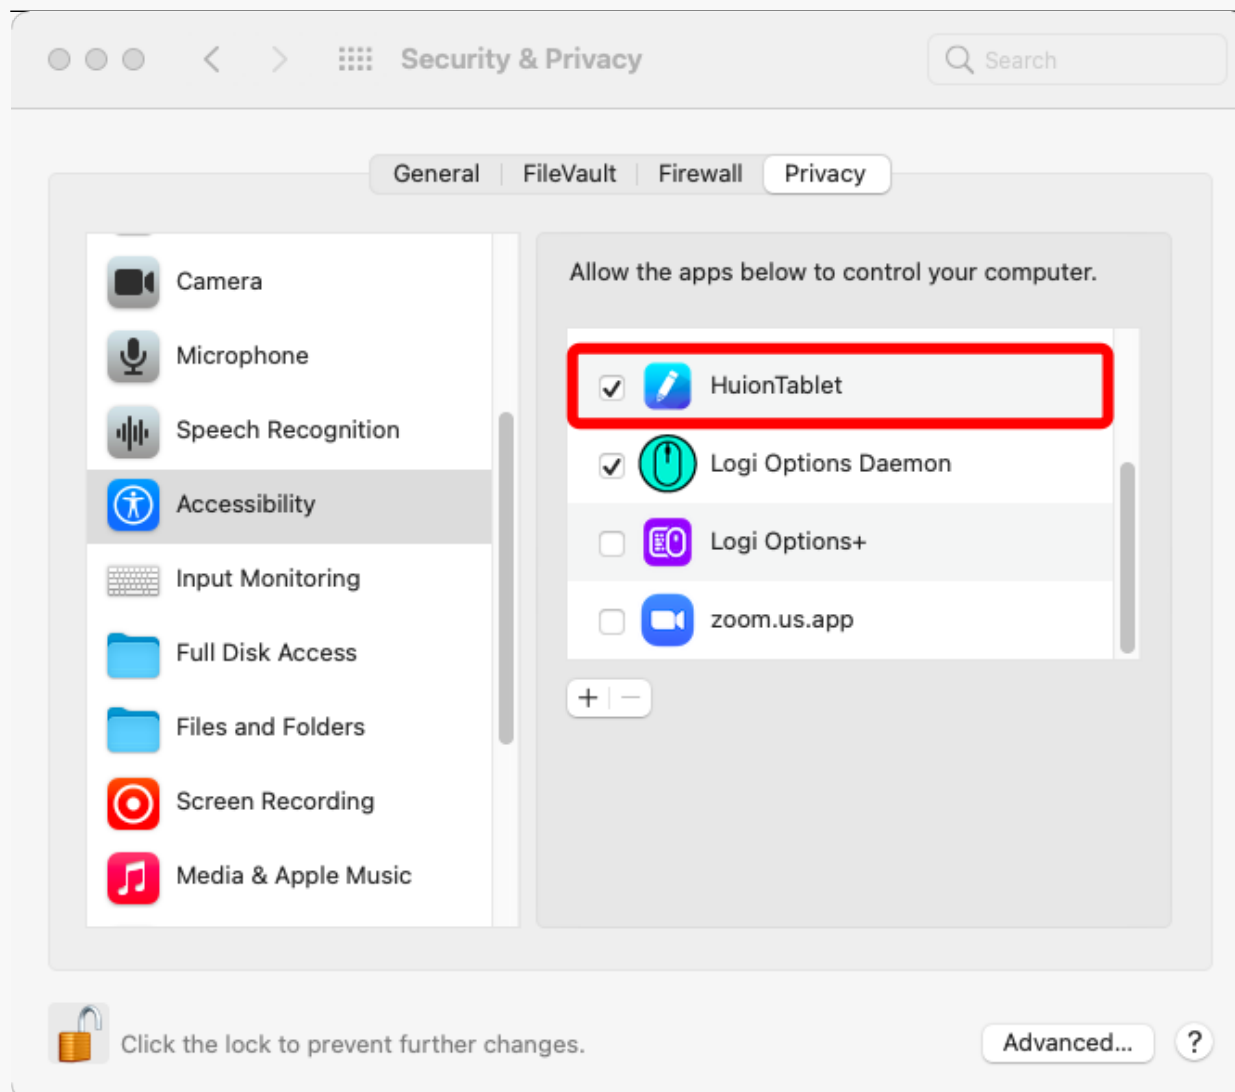 Security & Privacy
Search
General
FileVault
Firewall
Privacy
Camera
Microphone
Speech Recognition
Accessibility
Input Monitoring
Full Disk Access
Files and Folders
Screen Recording
Media & Apple Music
Allow the apps below to control your computer.
HuionTablet
Logi Options Daemon
Logi Options+
zoom.us.app
+ −
Click the lock to prevent further changes.
Advanced...
?